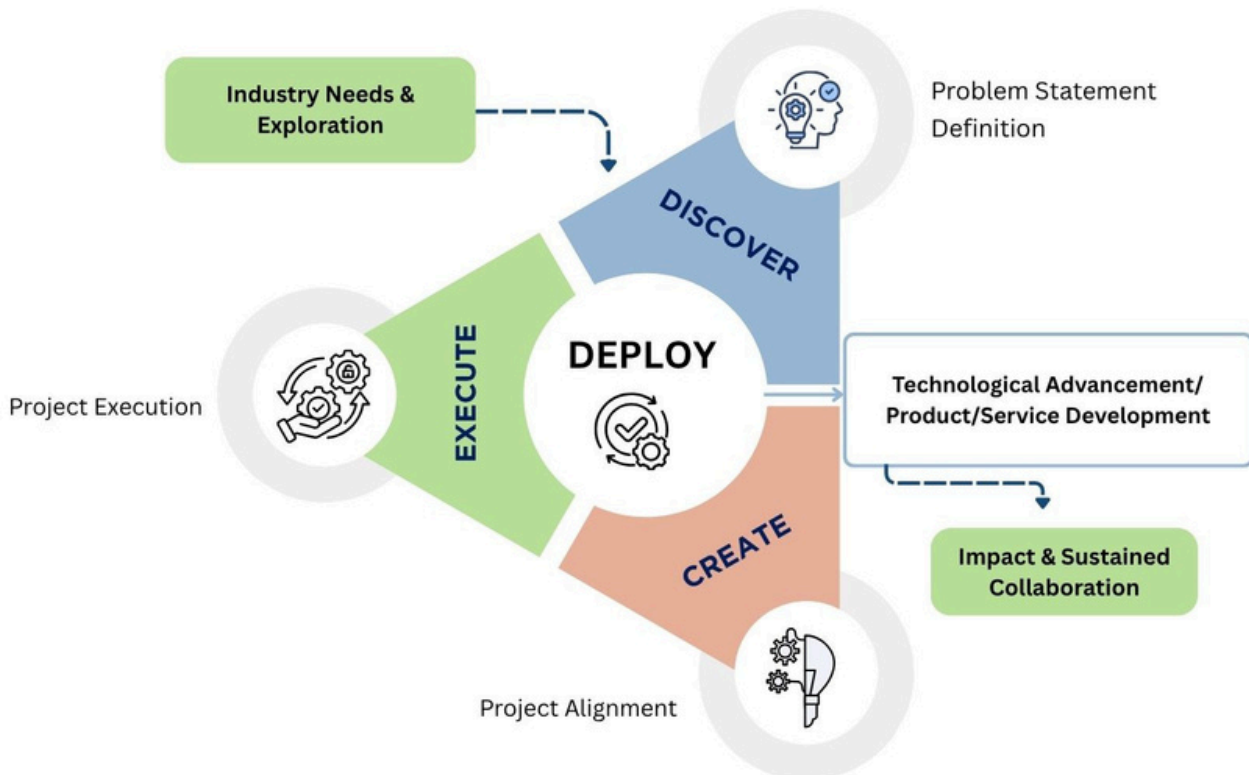 Industry Needs &
Exploration
Problem Statement
Definition
DISCOVER
EXECUTE
DEPLOY
Project Execution
Technological Advancement/
Product/Service Development
CREATE
Impact & Sustained
Collaboration
Project Alignment